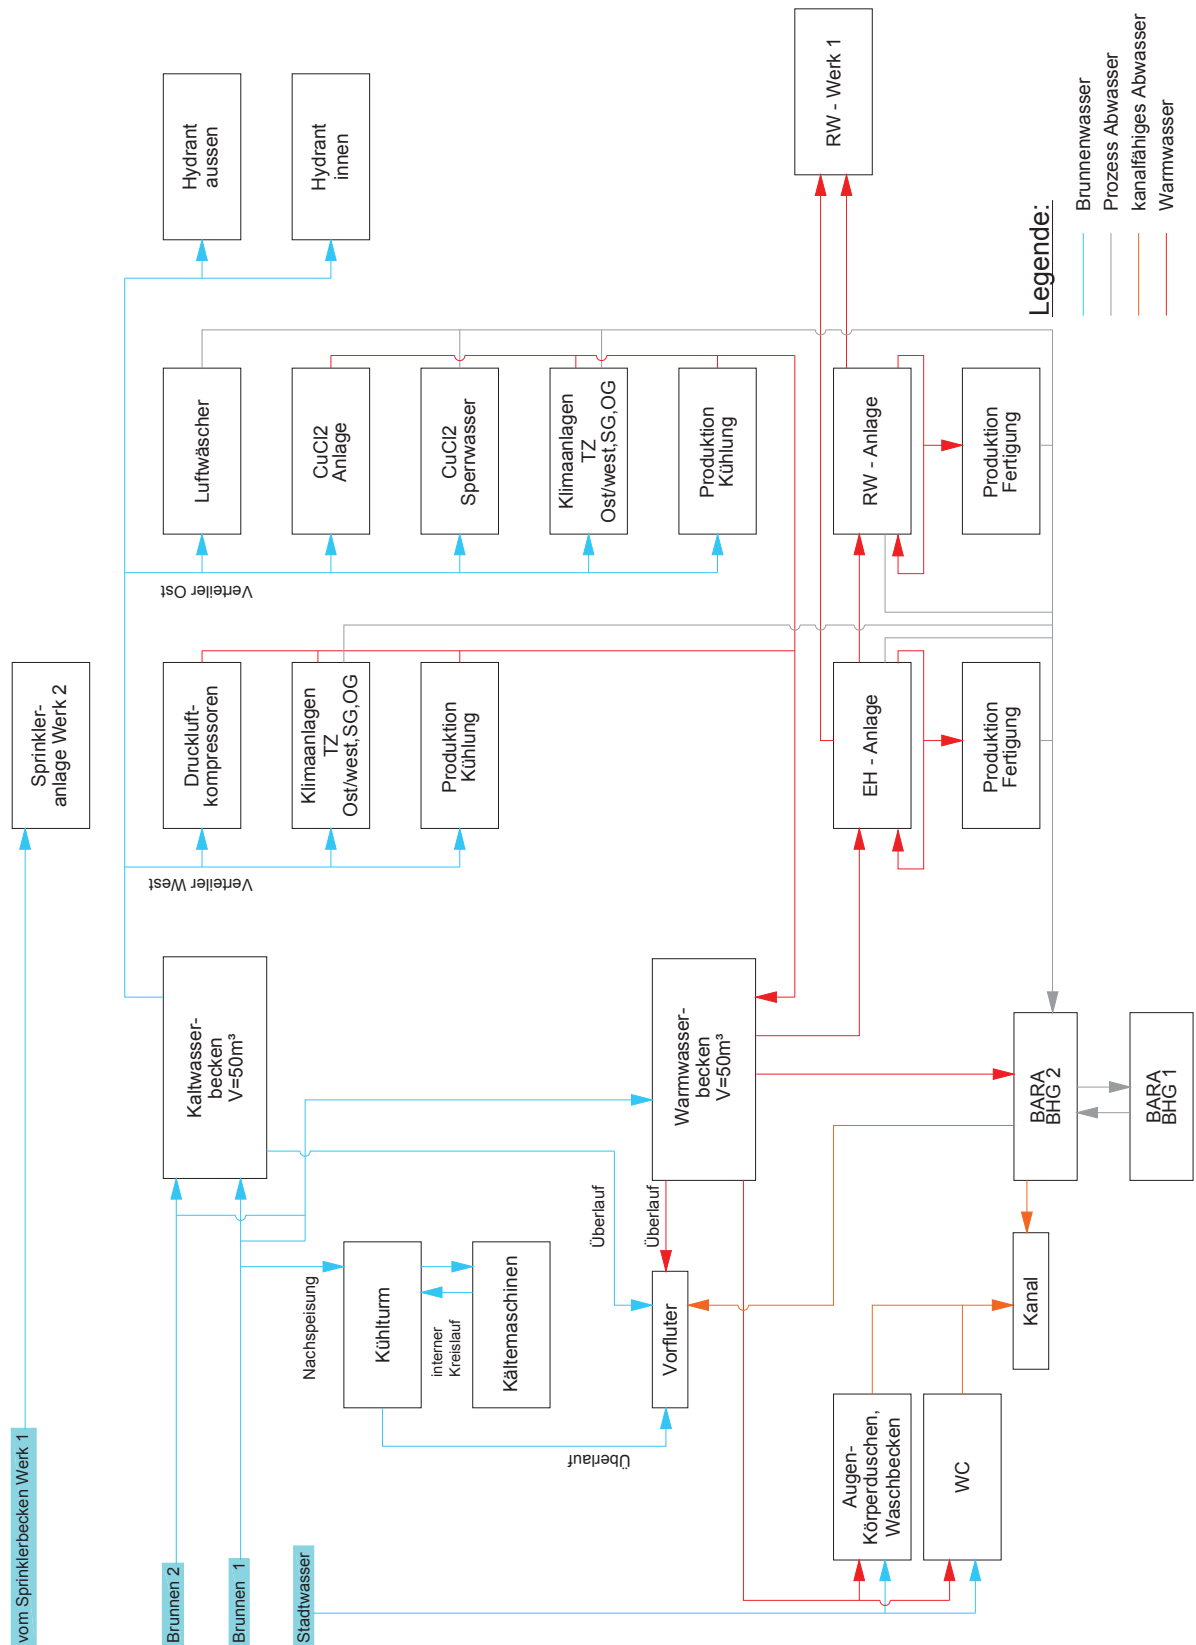 vom Sprinklerbecken Werk 1
Sprinkler-
anlage Werk 2
Brunnen 2
Brunnen 1
Stadtwasser
Kaltwasser-
becken
V=50m³
Verteiler West
Druckluft-
kompressoren
Klimaanlagen
TZ
Ost/west,SG,OG
Produktion
Kühlung
Verteiler Ost
Luftwäscher
CuCl2
Anlage
CuCl2
Sperrwasser
Klimaanlagen
TZ
Ost/west,SG,OG
Produktion
Kühlung
Hydrant
aussen
Hydrant
innen
Nachspeisung
Kühlturm
interner
Kreislauf
Kältemaschinen
Überlauf
Überlauf
Überlauf
Vorfluter
Warmwasser-
becken
V=50m³
EH - Anlage
RW - Anlage
RW - Werk 1
Produktion
Fertigung
Produktion
Fertigung
Augen-
Körperduschen,
Waschbecken
WC
Kanal
BARA
BHG 2
BARA
BHG 1
Legende:
Brunnenwasser
Prozess Abwasser
kanalfähiges Abwasser
Warmwasser